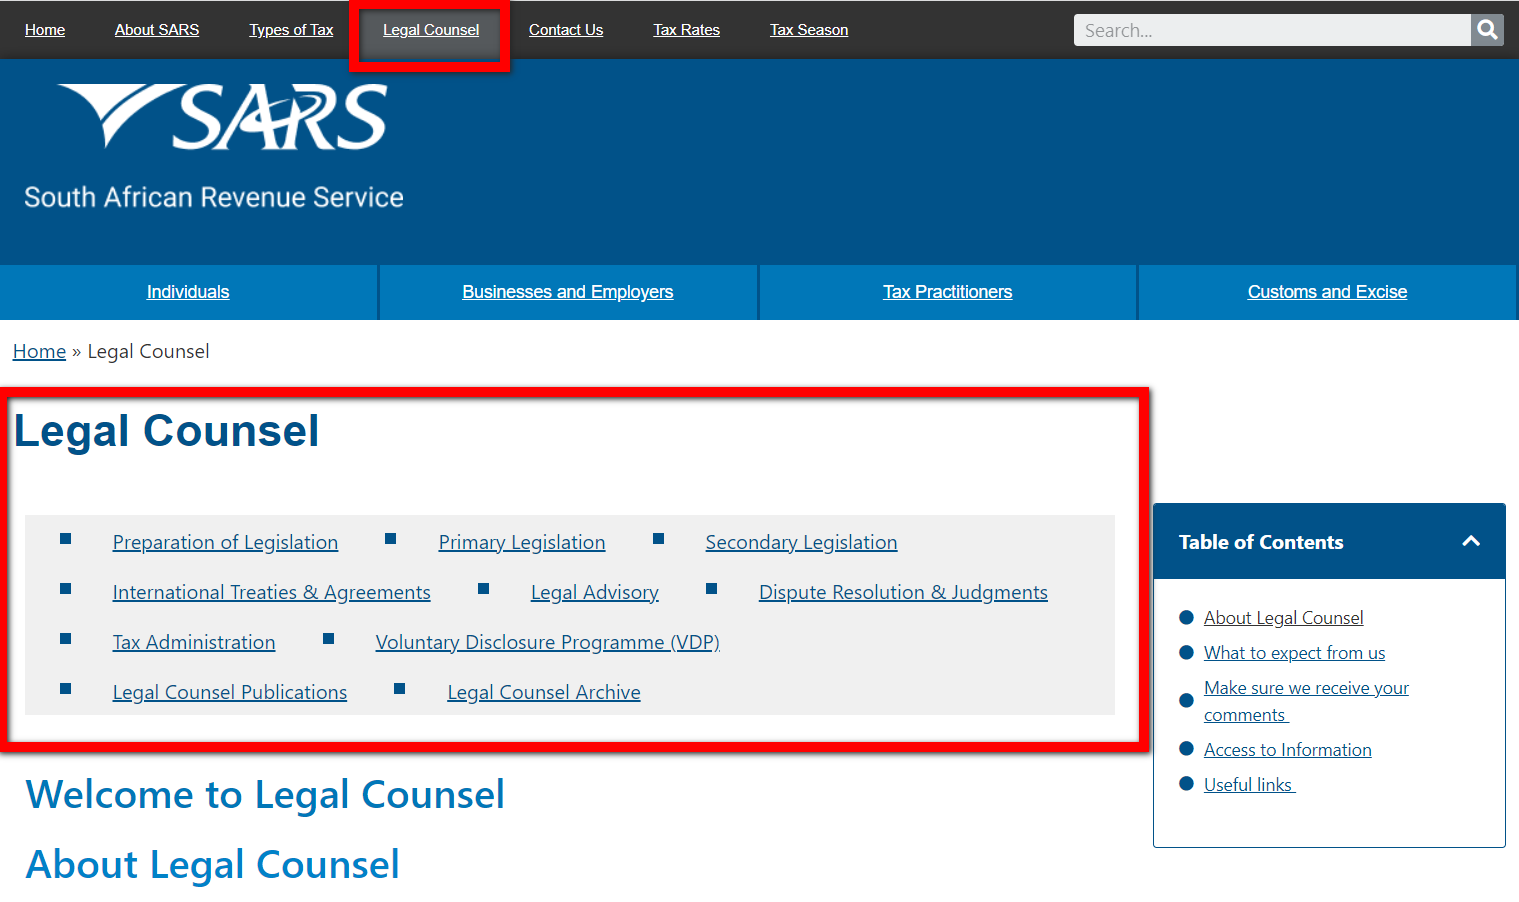 Home About SARS Types of Tax Legal Counsel Contact Us Tax Rates Tax Season Search...
SARS
South African Revenue Service
Individuals Businesses and Employers Tax Practitioners Customs and Excise
Home » Legal Counsel
Legal Counsel
Preparation of Legislation Primary Legislation Secondary Legislation
International Treaties & Agreements Legal Advisory Dispute Resolution & Judgments
Tax Administration Voluntary Disclosure Programme (VDP)
Legal Counsel Publications Legal Counsel Archive
Table of Contents
About Legal Counsel
What to expect from us
Make sure we receive your
comments
Access to Information
Useful links
Welcome to Legal Counsel
About Legal Counsel